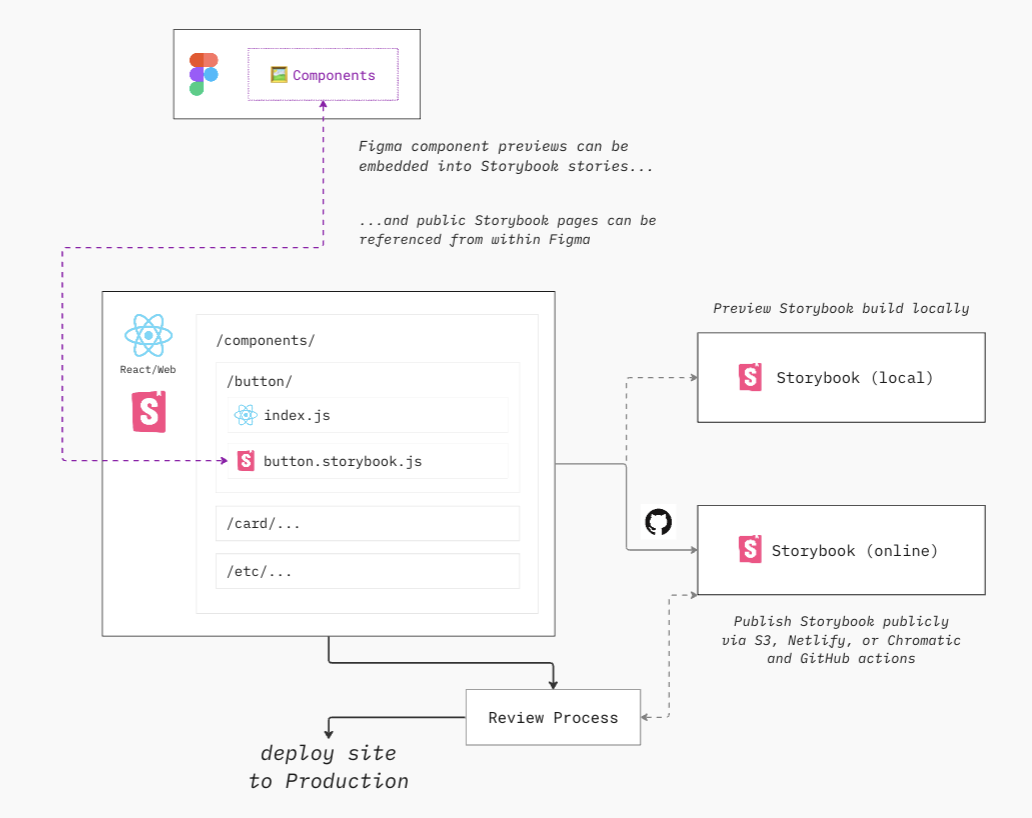 Components
Figma component previews can be
embedded into Storybook stories...
...and public Storybook pages can be
referenced from within Figma
React/Web
S
/components/
/button/
index.js
S
button.storybook.js
/card/...
/etc/...
Preview Storybook build locally
S
Storybook (local)
S
Storybook (online)
Publish Storybook publicly
via S3, Netlify, or Chromatic
and GitHub actions
Review Process
deploy site
to Production